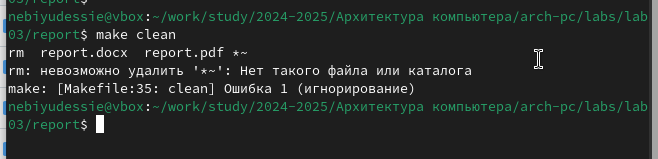 nebiyudessie@vbox:~/work/study/2024-2025/Архитектура компьютера/arch-pc/labs/lab
03/report$ make clean
rm  report.docx  report.pdf *~
rm: невозможно удалить '*~': Нет такого файла или каталога
make: [Makefile:35: clean] Ошибка 1 (игнорирование)
nebiyudessie@vbox:~/work/study/2024-2025/Архитектура компьютера/arch-pc/labs/lab
03/report$